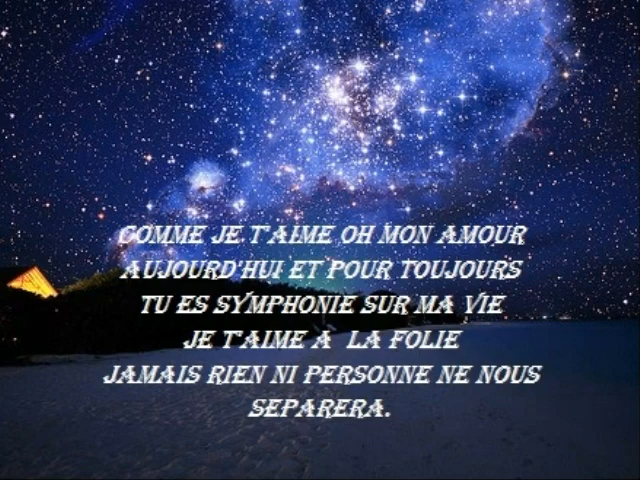 COMME JE T'AIME OH MON AMOUR
AUJOURD'HUI ET POUR TOUJOURS
TU ES SYMPHONIE SUR MA VIE
JE T'AIME A LA FOLIE
JAMAIS RIEN NI PERSONNE NE NOUS
SEPARERA.